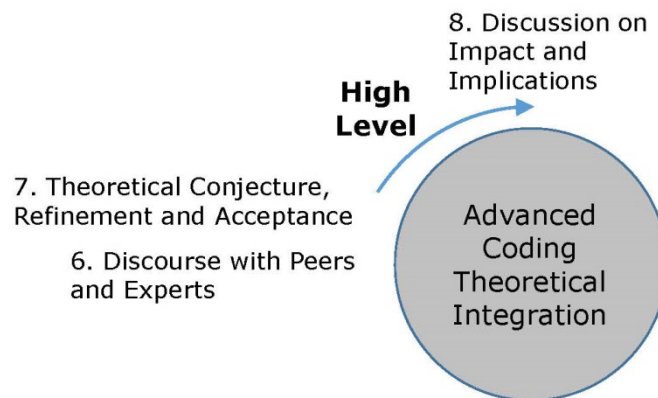 8. Discussion on
Impact and
Implications
High
Level
7. Theoretical Conjecture,
Refinement and Acceptance
6. Discourse with Peers
and Experts
Advanced
Coding
Theoretical
Integration